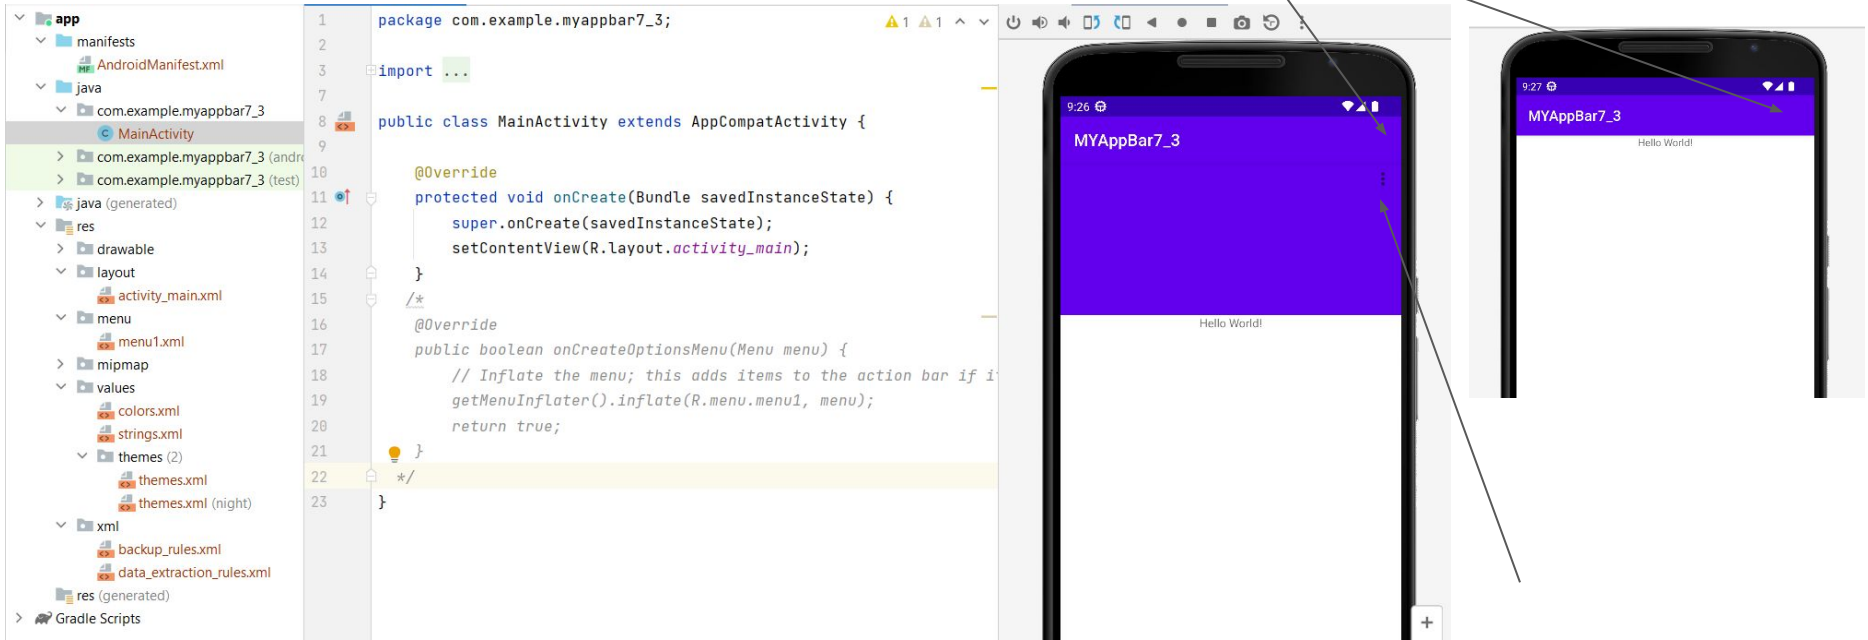 app
manifests
AndroidManifest.xml
java
com.example.myappbar7_3
MainActivity
com.example.myappbar7_3 (andro
com.example.myappbar7_3 (test)
java (generated)
res
drawable
layout
activity_main.xml
menu
menu1.xml
mipmap
values
colors.xml
strings.xml
themes (2)
themes.xml
themes.xml (night)
xml
backup_rules.xml
data_extraction_rules.xml
res (generated)
Gradle Scripts
1 package com.example.myappbar7_3;
1 1
2
3 import ...
7
8 public class MainActivity extends AppCompatActivity {
9
10 @Override
11 protected void onCreate(Bundle savedInstanceState) {
12 super.onCreate(savedInstanceState);
13 setContentView(R.layout.activity_main);
14 }
15 /*
16 @Override
17 public boolean onCreateOptionsMenu(Menu menu) {
18 // Inflate the menu; this adds items to the action bar if i
19 getMenuInflater().inflate(R.menu.menu1, menu);
20 return true;
21 }
22 */
23 }
9:26
MYAppBar7_3
Hello World!
9:27
MYAppBar7_3
Hello World!